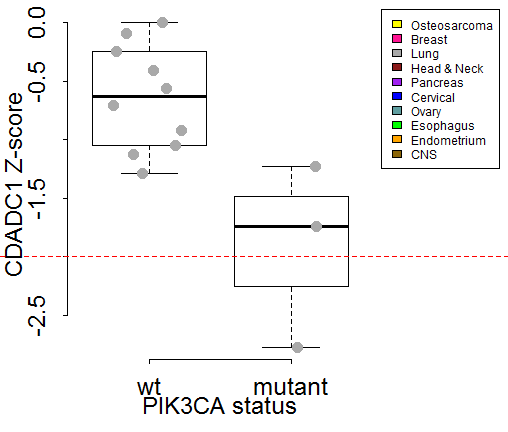 0.0
-0.5
-1.5
-2.5
CDADC1 Z-score
Osteosarcoma
Breast
Lung
Head & Neck
Pancreas
Cervical
Ovary
Esophagus
Endometrium
CNS
wt mutant
PIK3CA status